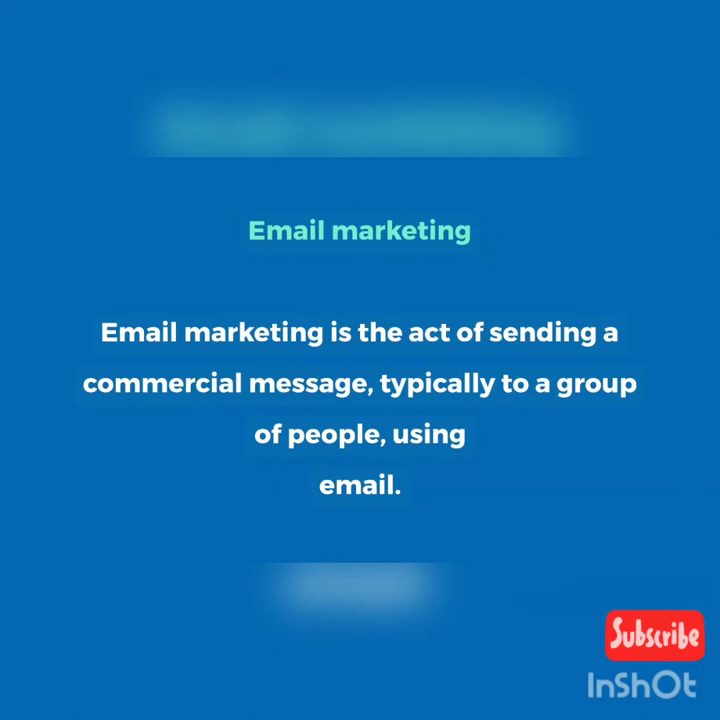 Email marketing
Email marketing is the act of sending a
commercial message, typically to a group
of people, using
email.
Subscribe
InShOt